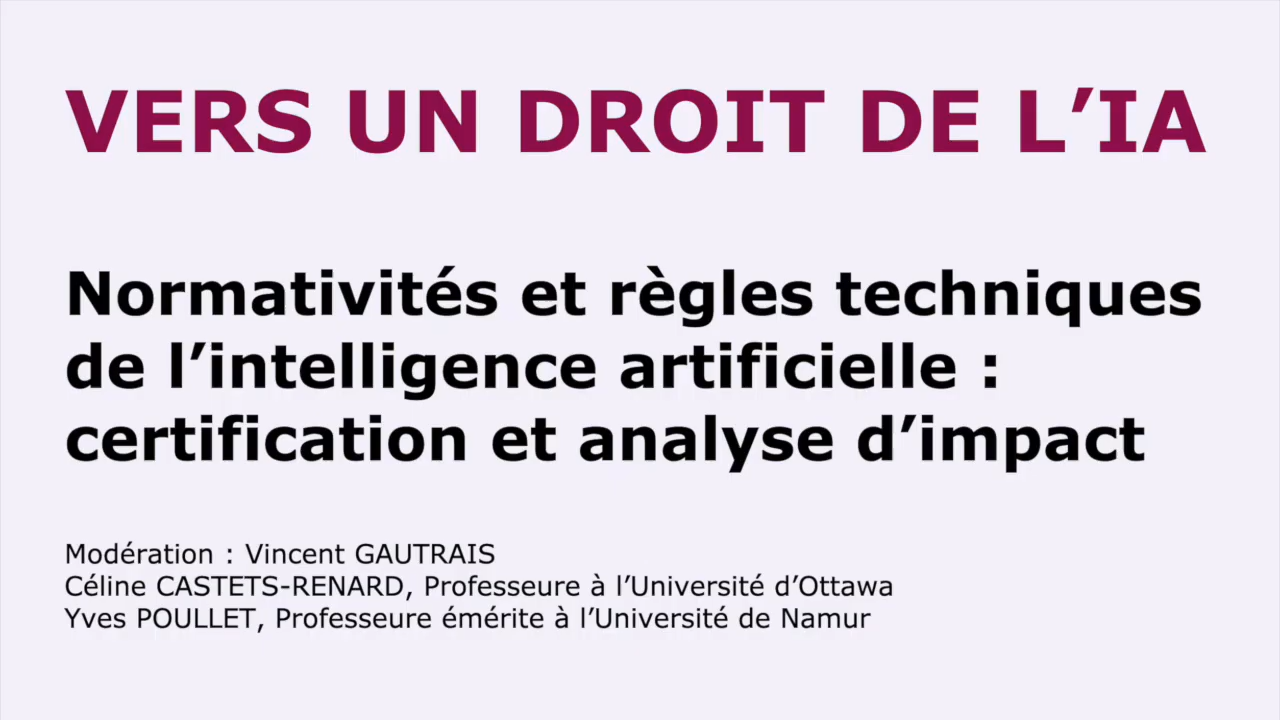 VERS UN DROIT DE L’IA
Normativités et règles techniques
de l’intelligence artificielle :
certification et analyse d’impact
Modération : Vincent GAUTRAIS
Céline CASTETS-RENARD, Professeure à l’Université d’Ottawa
Yves POULLET, Professeure émérite à l’Université de Namur